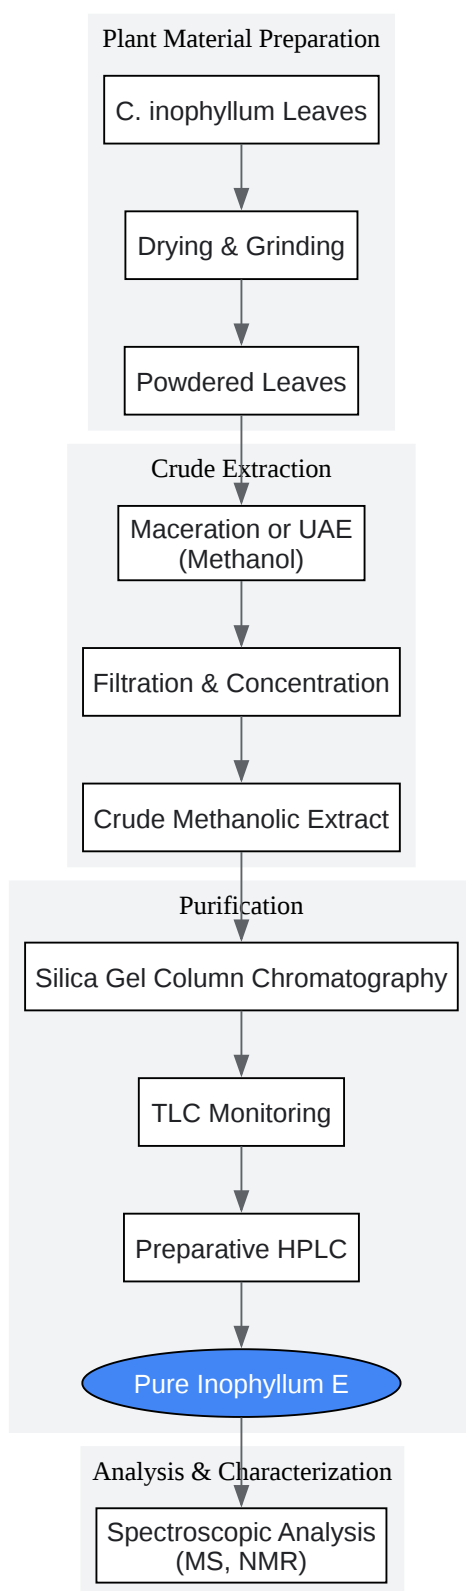 Plant Material Preparation
C. inophyllum Leaves
Drying & Grinding
Powdered Leaves
Crude Extraction
Maceration or UAE
(Methanol)
Filtration & Concentration
Crude Methanolic Extract
Purification
Silica Gel Column Chromatography
TLC Monitoring
Preparative HPLC
Pure Inophyllum E
Analysis & Characterization
Spectroscopic Analysis
(MS, NMR)